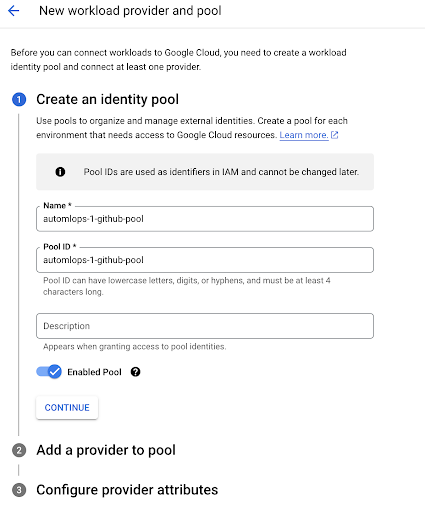 New workload provider and pool
Before you can connect workloads to Google Cloud, you need to create a workload
identity pool and connect at least one provider.
1 Create an identity pool
Use pools to organize and manage external identities. Create a pool for each
environment that needs access to Google Cloud resources. Learn more.
Pool IDs are used as identifiers in IAM and cannot be changed later.
Name *
automlops-1-github-pool
Pool ID *
automlops-1-github-pool
Pool ID can have lowercase letters, digits, or hyphens, and must be at least 4
characters long.
Description
Appears when granting access to pool identities.
Enabled Pool
CONTINUE
2 Add a provider to pool
3 Configure provider attributes